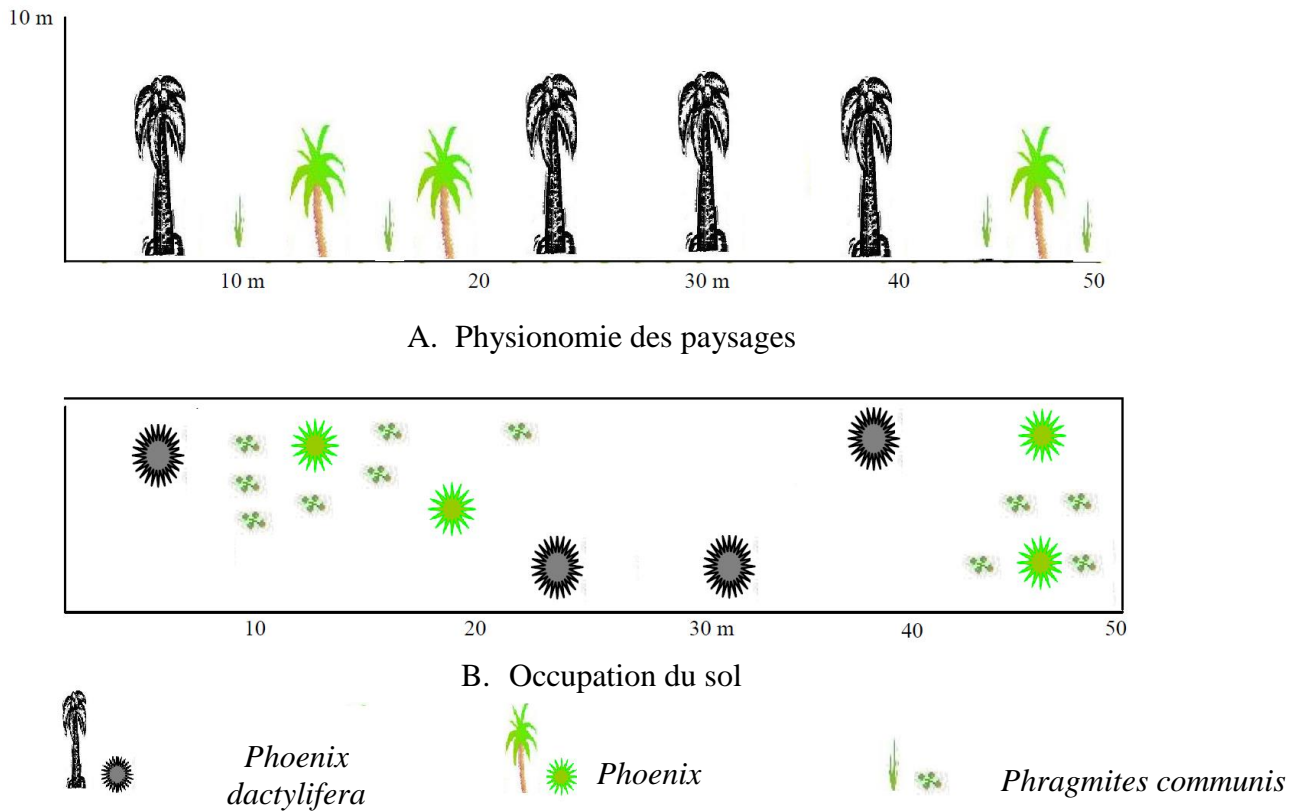 10 m
10 m 20 30 m 40 50
A. Physionomie des paysages
10 20 30 m 40 50
B. Occupation du sol
Phoenix
dactylifera
Phoenix
Phragmites communis